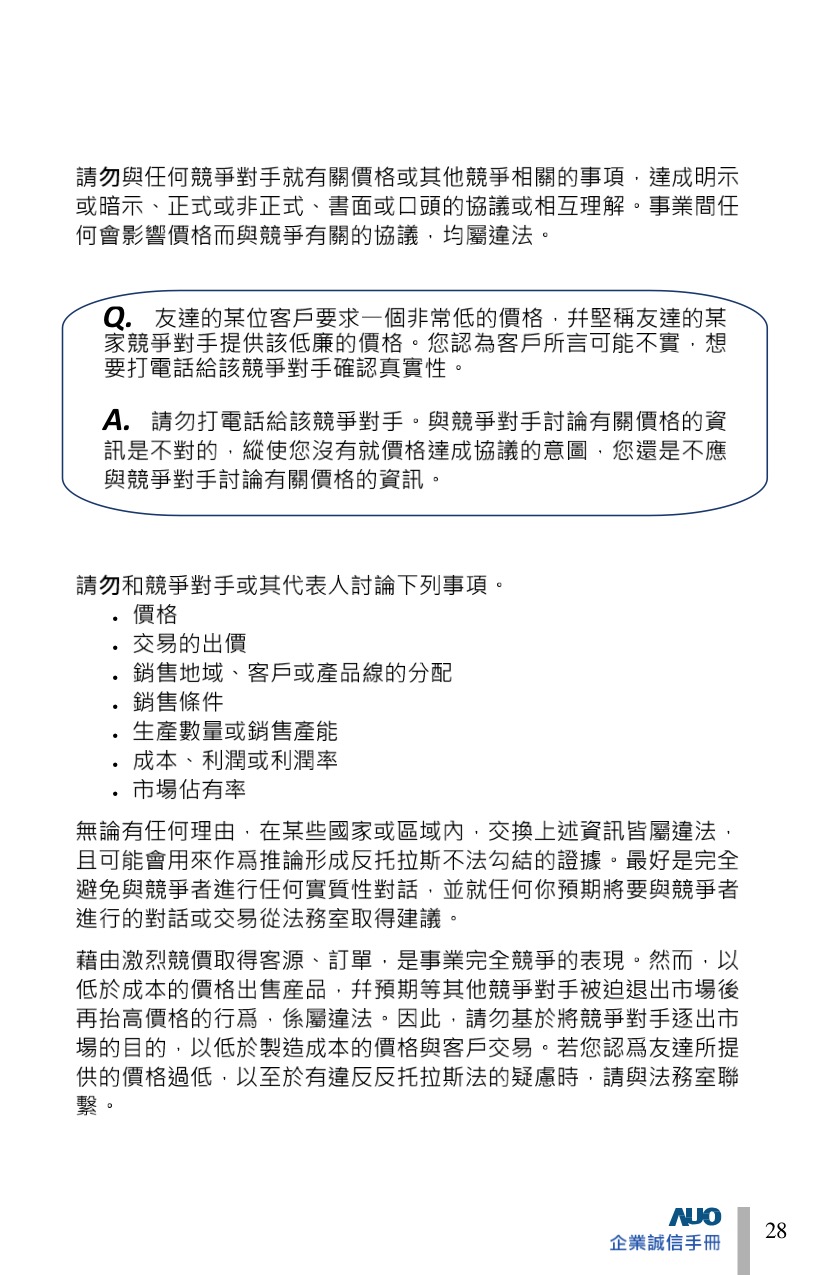 請勿與任何競爭對手就有關價格或其他競爭相關的事項，達成明示
或暗示、正式或非正式、書面或口頭的協議或相互理解。事業間任
何會影響價格而與競爭有關的協議，均屬違法。
Q. 友達的某位客戶要求一個非常低的價格，幷堅稱友達的某
家競爭對手提供該低廉的價格。您認為客戶所言可能不實，想
要打電話給該競爭對手確認真實性。
A. 請勿打電話給該競爭對手。與競爭對手討論有關價格的資
訊是不對的，縱使您沒有就價格達成協議的意圖，您還是不應
與競爭對手討論有關價格的資訊。
請勿和競爭對手或其代表人討論下列事項。
• 價格
• 交易的出價
• 銷售地域、客戶或產品線的分配
• 銷售條件
• 生產數量或銷售產能
• 成本、利潤或利潤率
• 市場佔有率
無論有任何理由，在某些國家或區域內，交換上述資訊皆屬違法，
且可能會用來作爲推論形成反托拉斯不法勾結的證據。最好是完全
避免與競爭者進行任何實質性對話，並就任何你預期將要與競爭者
進行的對話或交易從法務室取得建議。
藉由激烈競價取得客源、訂單，是事業完全競爭的表現。然而，以
低於成本的價格出售産品，幷預期等其他競爭對手被迫退出市場後
再抬高價格的行爲，係屬違法。因此，請勿基於將競爭對手逐出市
場的目的，以低於製造成本的價格與客戶交易。若您認爲友達所提
供的價格過低，以至於有違反反托拉斯法的疑慮時，請與法務室聯
繫。
AUO
企業誠信手冊
28